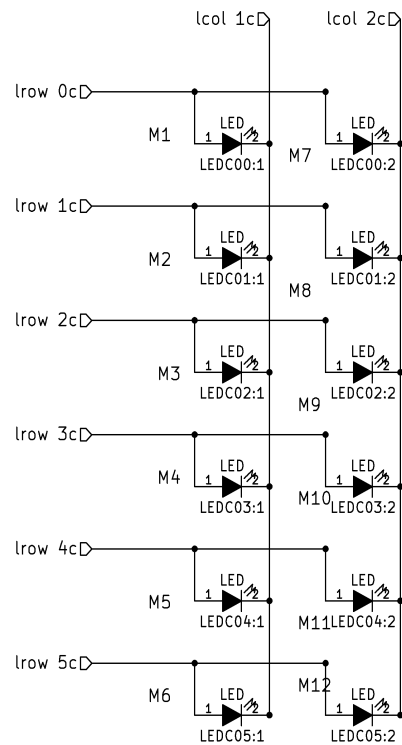 lcol 1c lcol 2c
lrow 0c
LED LED
M1 1 2 1 2
M7
LEDC00:1 LEDC00:2
lrow 1c
LED LED
M2 1 2 1 2
LEDC01:1 LEDC01:2
M8
lrow 2c
LED LED
M3 1 2 1 2
LEDC02:1 LEDC02:2
M9
lrow 3c
LED LED
M4 1 2 1 2
M10
LEDC03:1 LEDC03:2
lrow 4c
LED LED
M5 1 2 1 2
LEDC04:1 M11 LEDC04:2
lrow 5c
M12
LED LED
M6 1 2 1 2
LEDC05:1 LEDC05:2